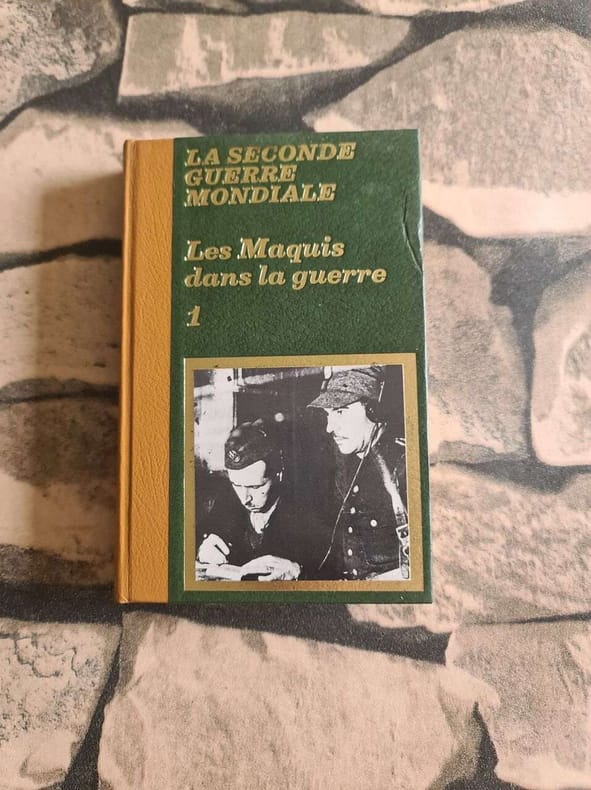 LA SECONDE
GUERRE
MONDIALE
Les Maquis
dans la guerre
1